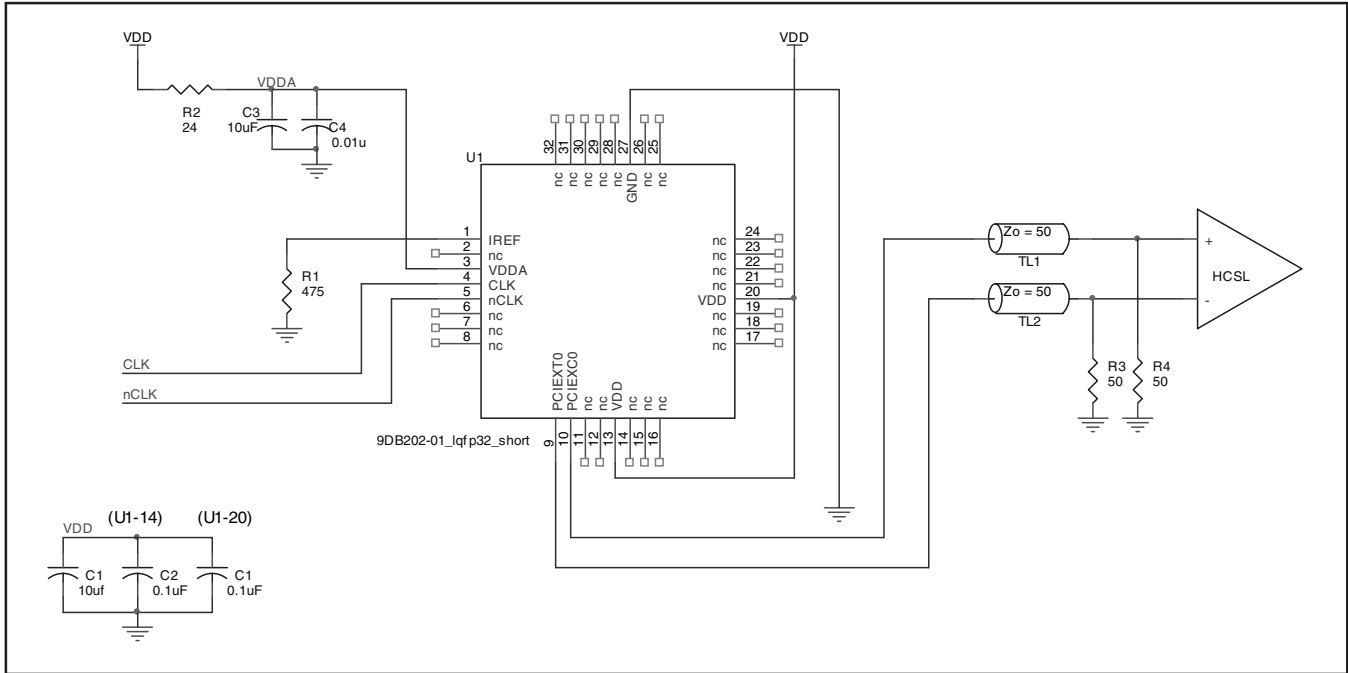 VDD
VDD
VDDA
R2
24
C3
10uF
C4
0.01u
U1
32
31
30
29
28
27
26
25
nc
nc
nc
nc
nc
GND
nc
nc
1
IREF
2
nc
3
VDDA
4
CLK
5
nCLK
6
nc
7
nc
8
nc
nc
24
nc
23
nc
22
nc
21
VDD
20
nc
19
nc
18
nc
17
R1
475
Zo = 50
TL1
Zo = 50
TL2
+
HCSL
-
R3
50
R4
50
CLK
nCLK
PCIEXT0
PCIEXC0
nc
nc
VDD
nc
nc
nc
9DB202-01_lqfp32_short
9
10
11
12
13
14
15
16
(U1-14)
(U1-20)
VDD
C1
10uf
C2
0.1uF
C1
0.1uF